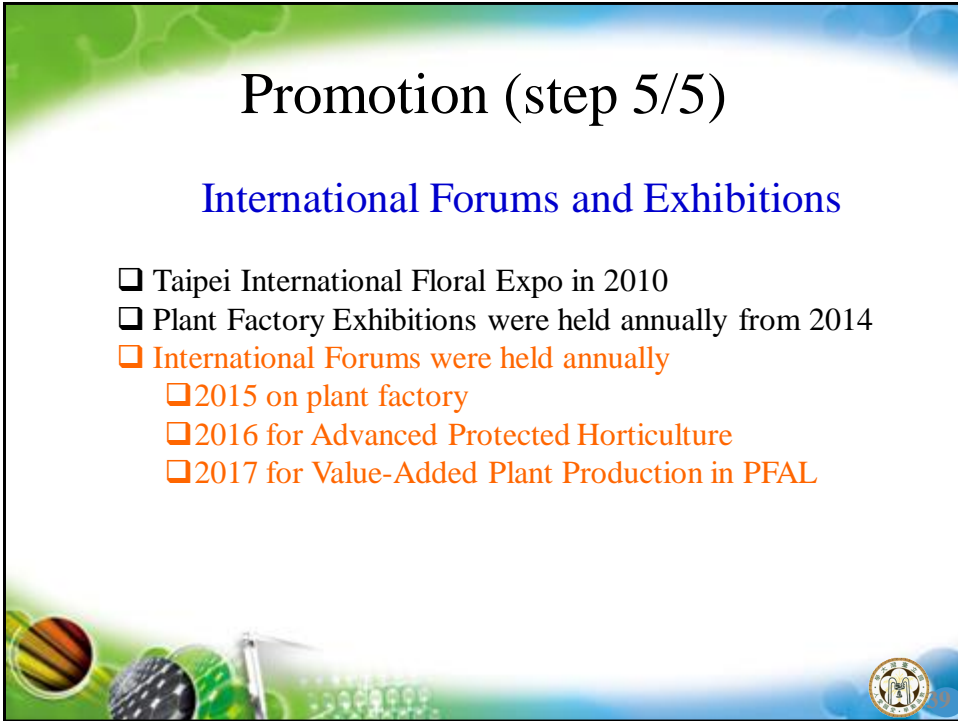 Promotion (step 5/5)
International Forums and Exhibitions
❑ Taipei International Floral Expo in 2010
❑ Plant Factory Exhibitions were held annually from 2014
❑ International Forums were held annually
❑2015 on plant factory
❑2016 for Advanced Protected Horticulture
❑2017 for Value-Added Plant Production in PFAL
39